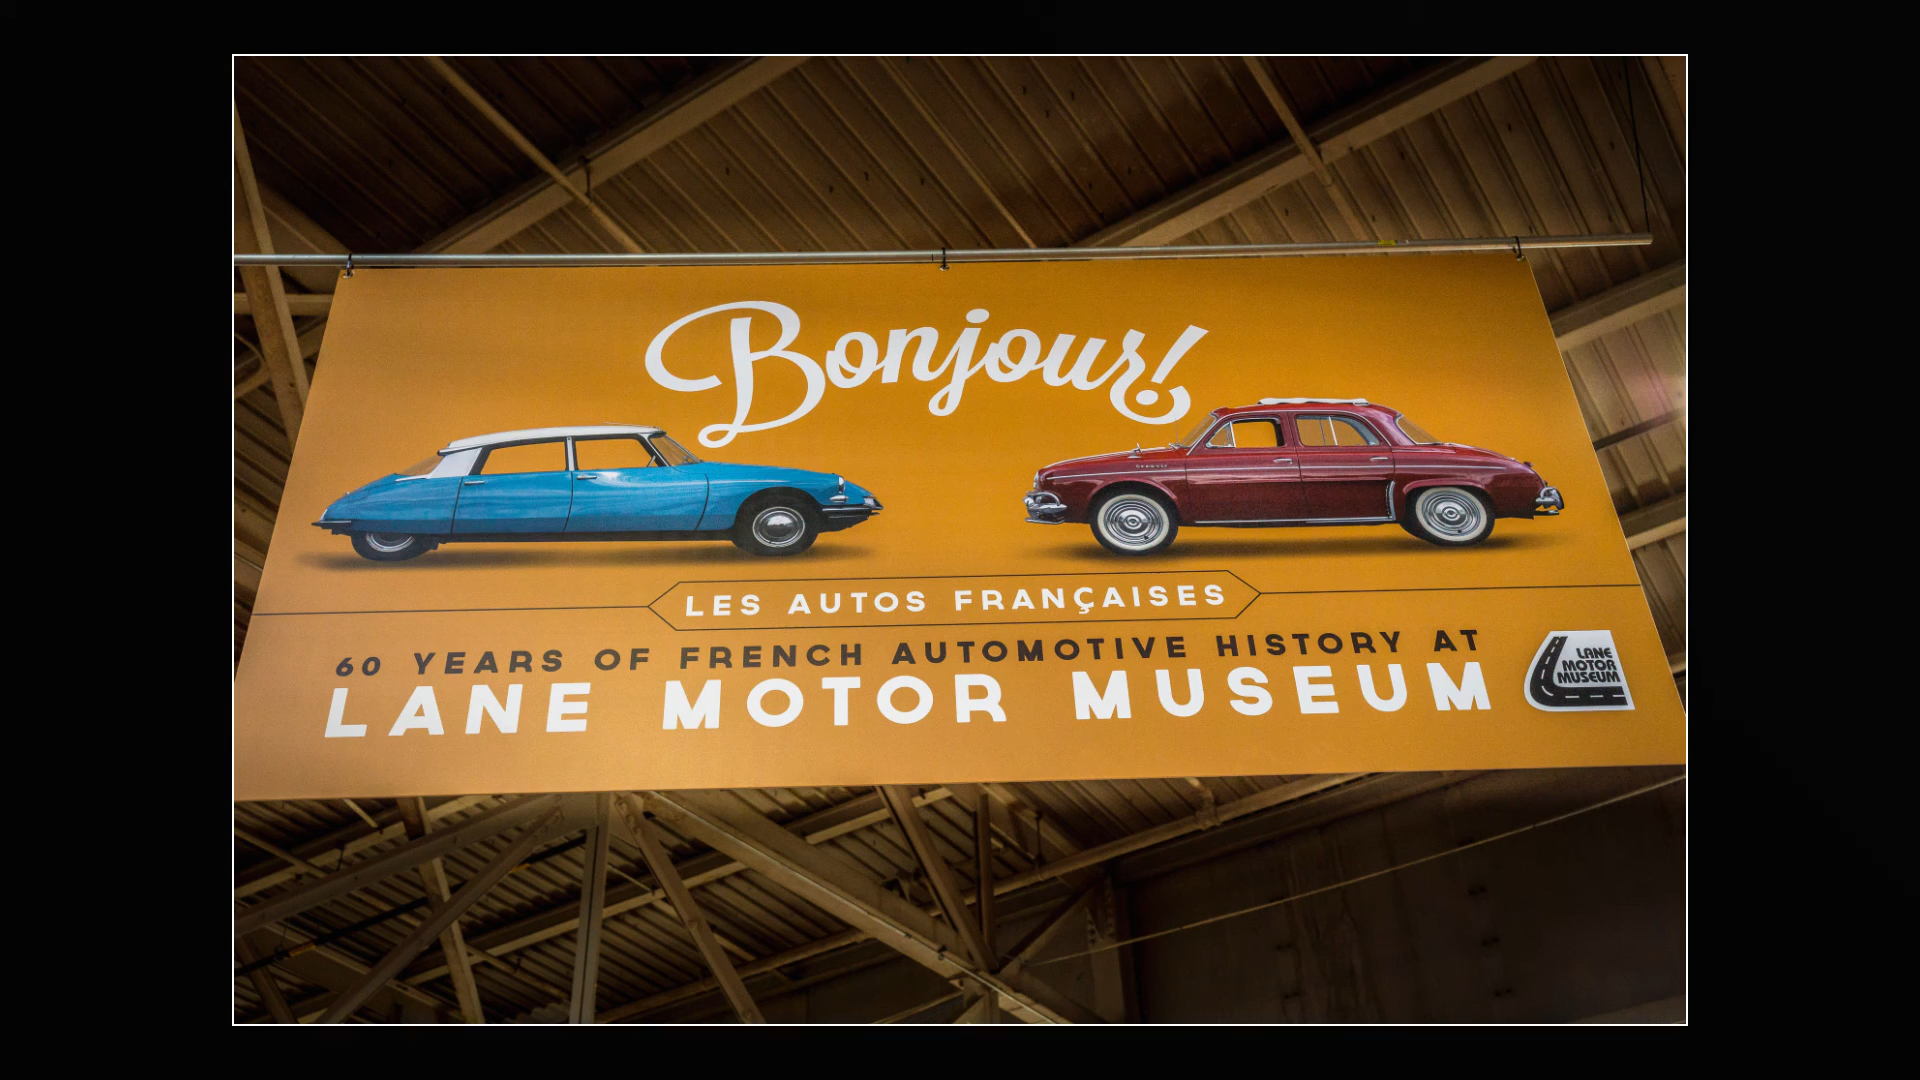 Bonjour!
LES AUTOS FRANÇAISES
60 YEARS OF FRENCH AUTOMOTIVE HISTORY AT
LANE MOTOR MUSEUM
LANE
MOTOR
MUSEUM